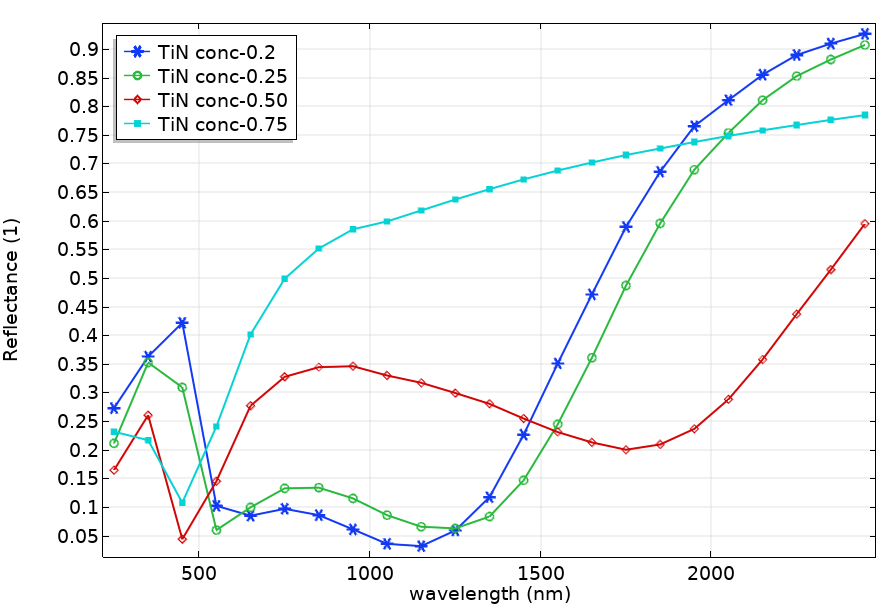 TiN conc-0.2
TiN conc-0.25
TiN conc-0.50
TiN conc-0.75
0.9
0.85
0.8
0.75
0.7
0.65
0.6
0.55
0.5
0.45
0.4
0.35
0.3
0.25
0.2
0.15
0.1
0.05
Reflectance (1)
500 1000 1500 2000
wavelength (nm)